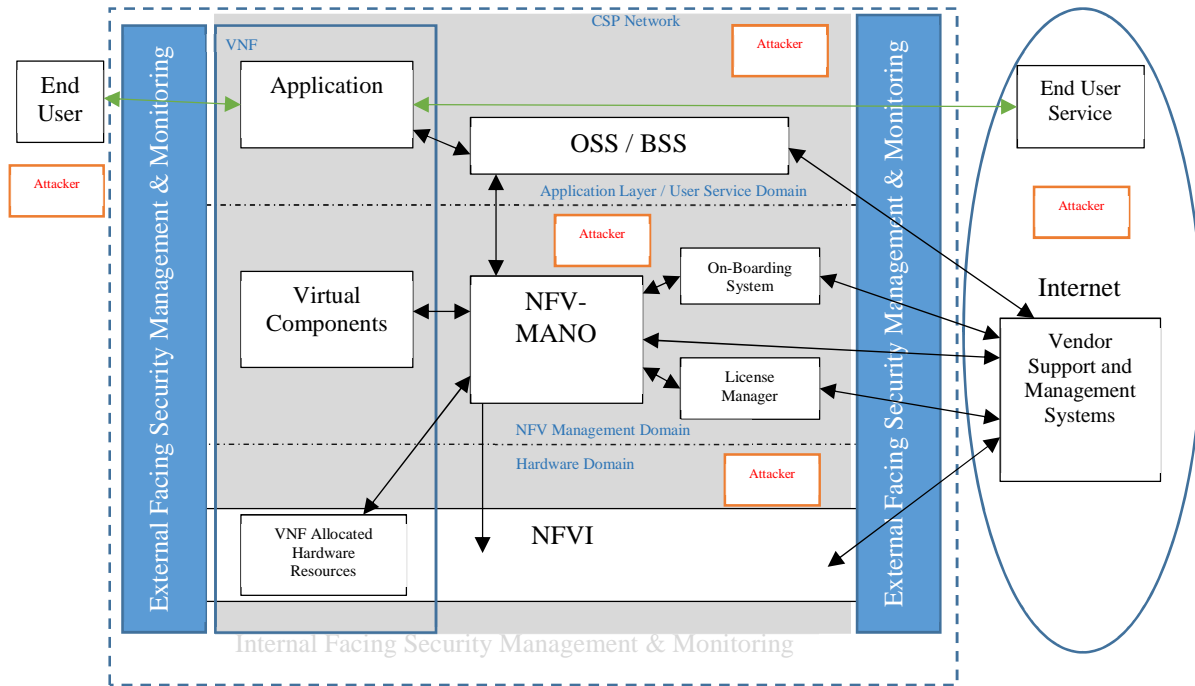 CSP Network
External Facing Security Management & Monitoring
VNF
Attacker
External Facing Security Management & Monitoring
End
User
Application
End User
Service
OSS / BSS
Attacker
Application Layer / User Service Domain
Attacker
Attacker
Virtual
Components
NFV-
MANO
On-Boarding
System
Internet
Vendor
Support and
Management
Systems
License
Manager
NFV Management Domain
Hardware Domain
Attacker
VNF Allocated
Hardware
Resources
NFVI
Internal Facing Security Management & Monitoring